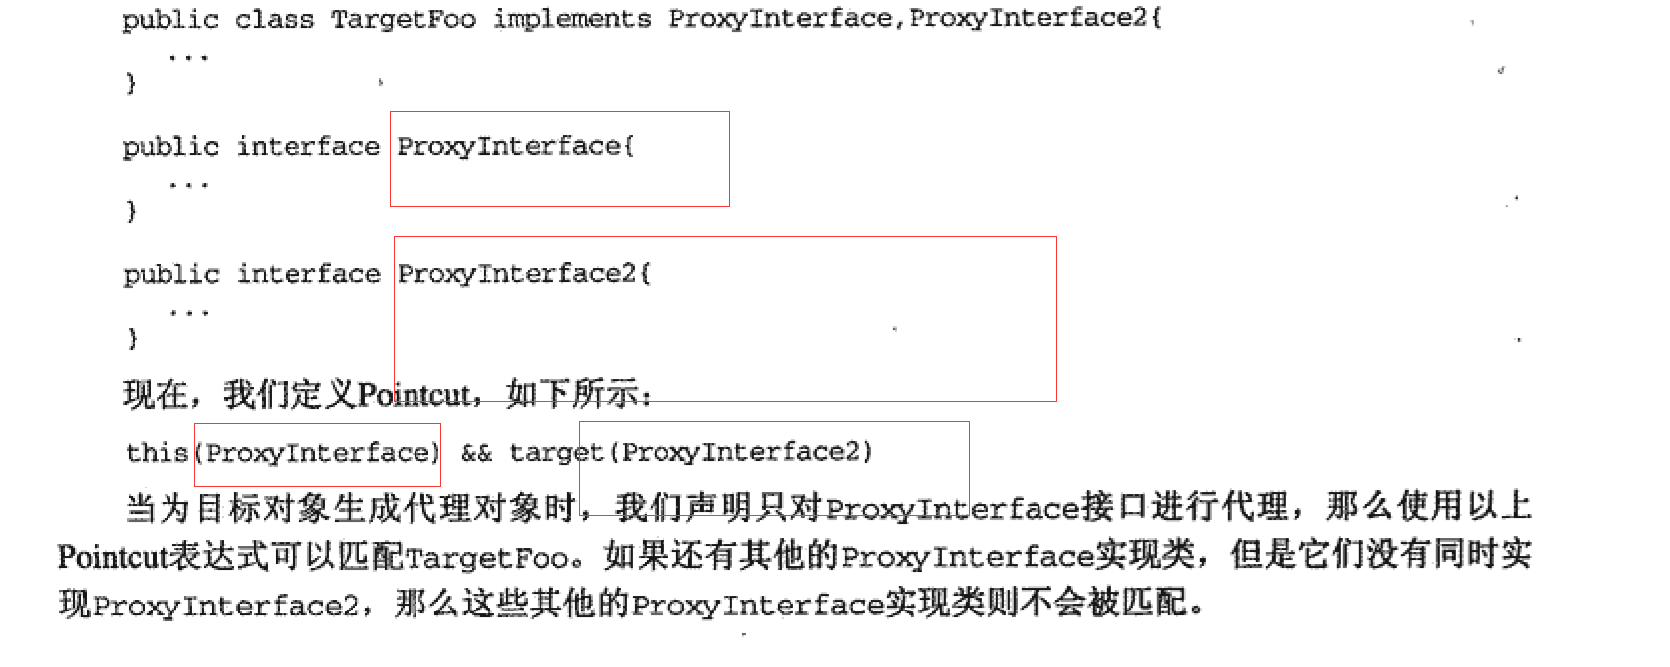 public class TargetFoo implements ProxyInterface,ProxyInterface2{
...
}
public interface ProxyInterface{
...
}
public interface ProxyInterface2{
...
}
现在，我们定义Pointcut，如下所示：
this(ProxyInterface) && target(ProxyInterface2)
当为目标对象生成代理对象时，我们声明只对ProxyInterface接口进行代理，那么使用以上
Pointcut表达式可以匹配TargetFoo。如果还有其他的ProxyInterface实现类，但是它们没有同时实
现ProxyInterface2，那么这些其他的ProxyInterface实现类则不会被匹配。